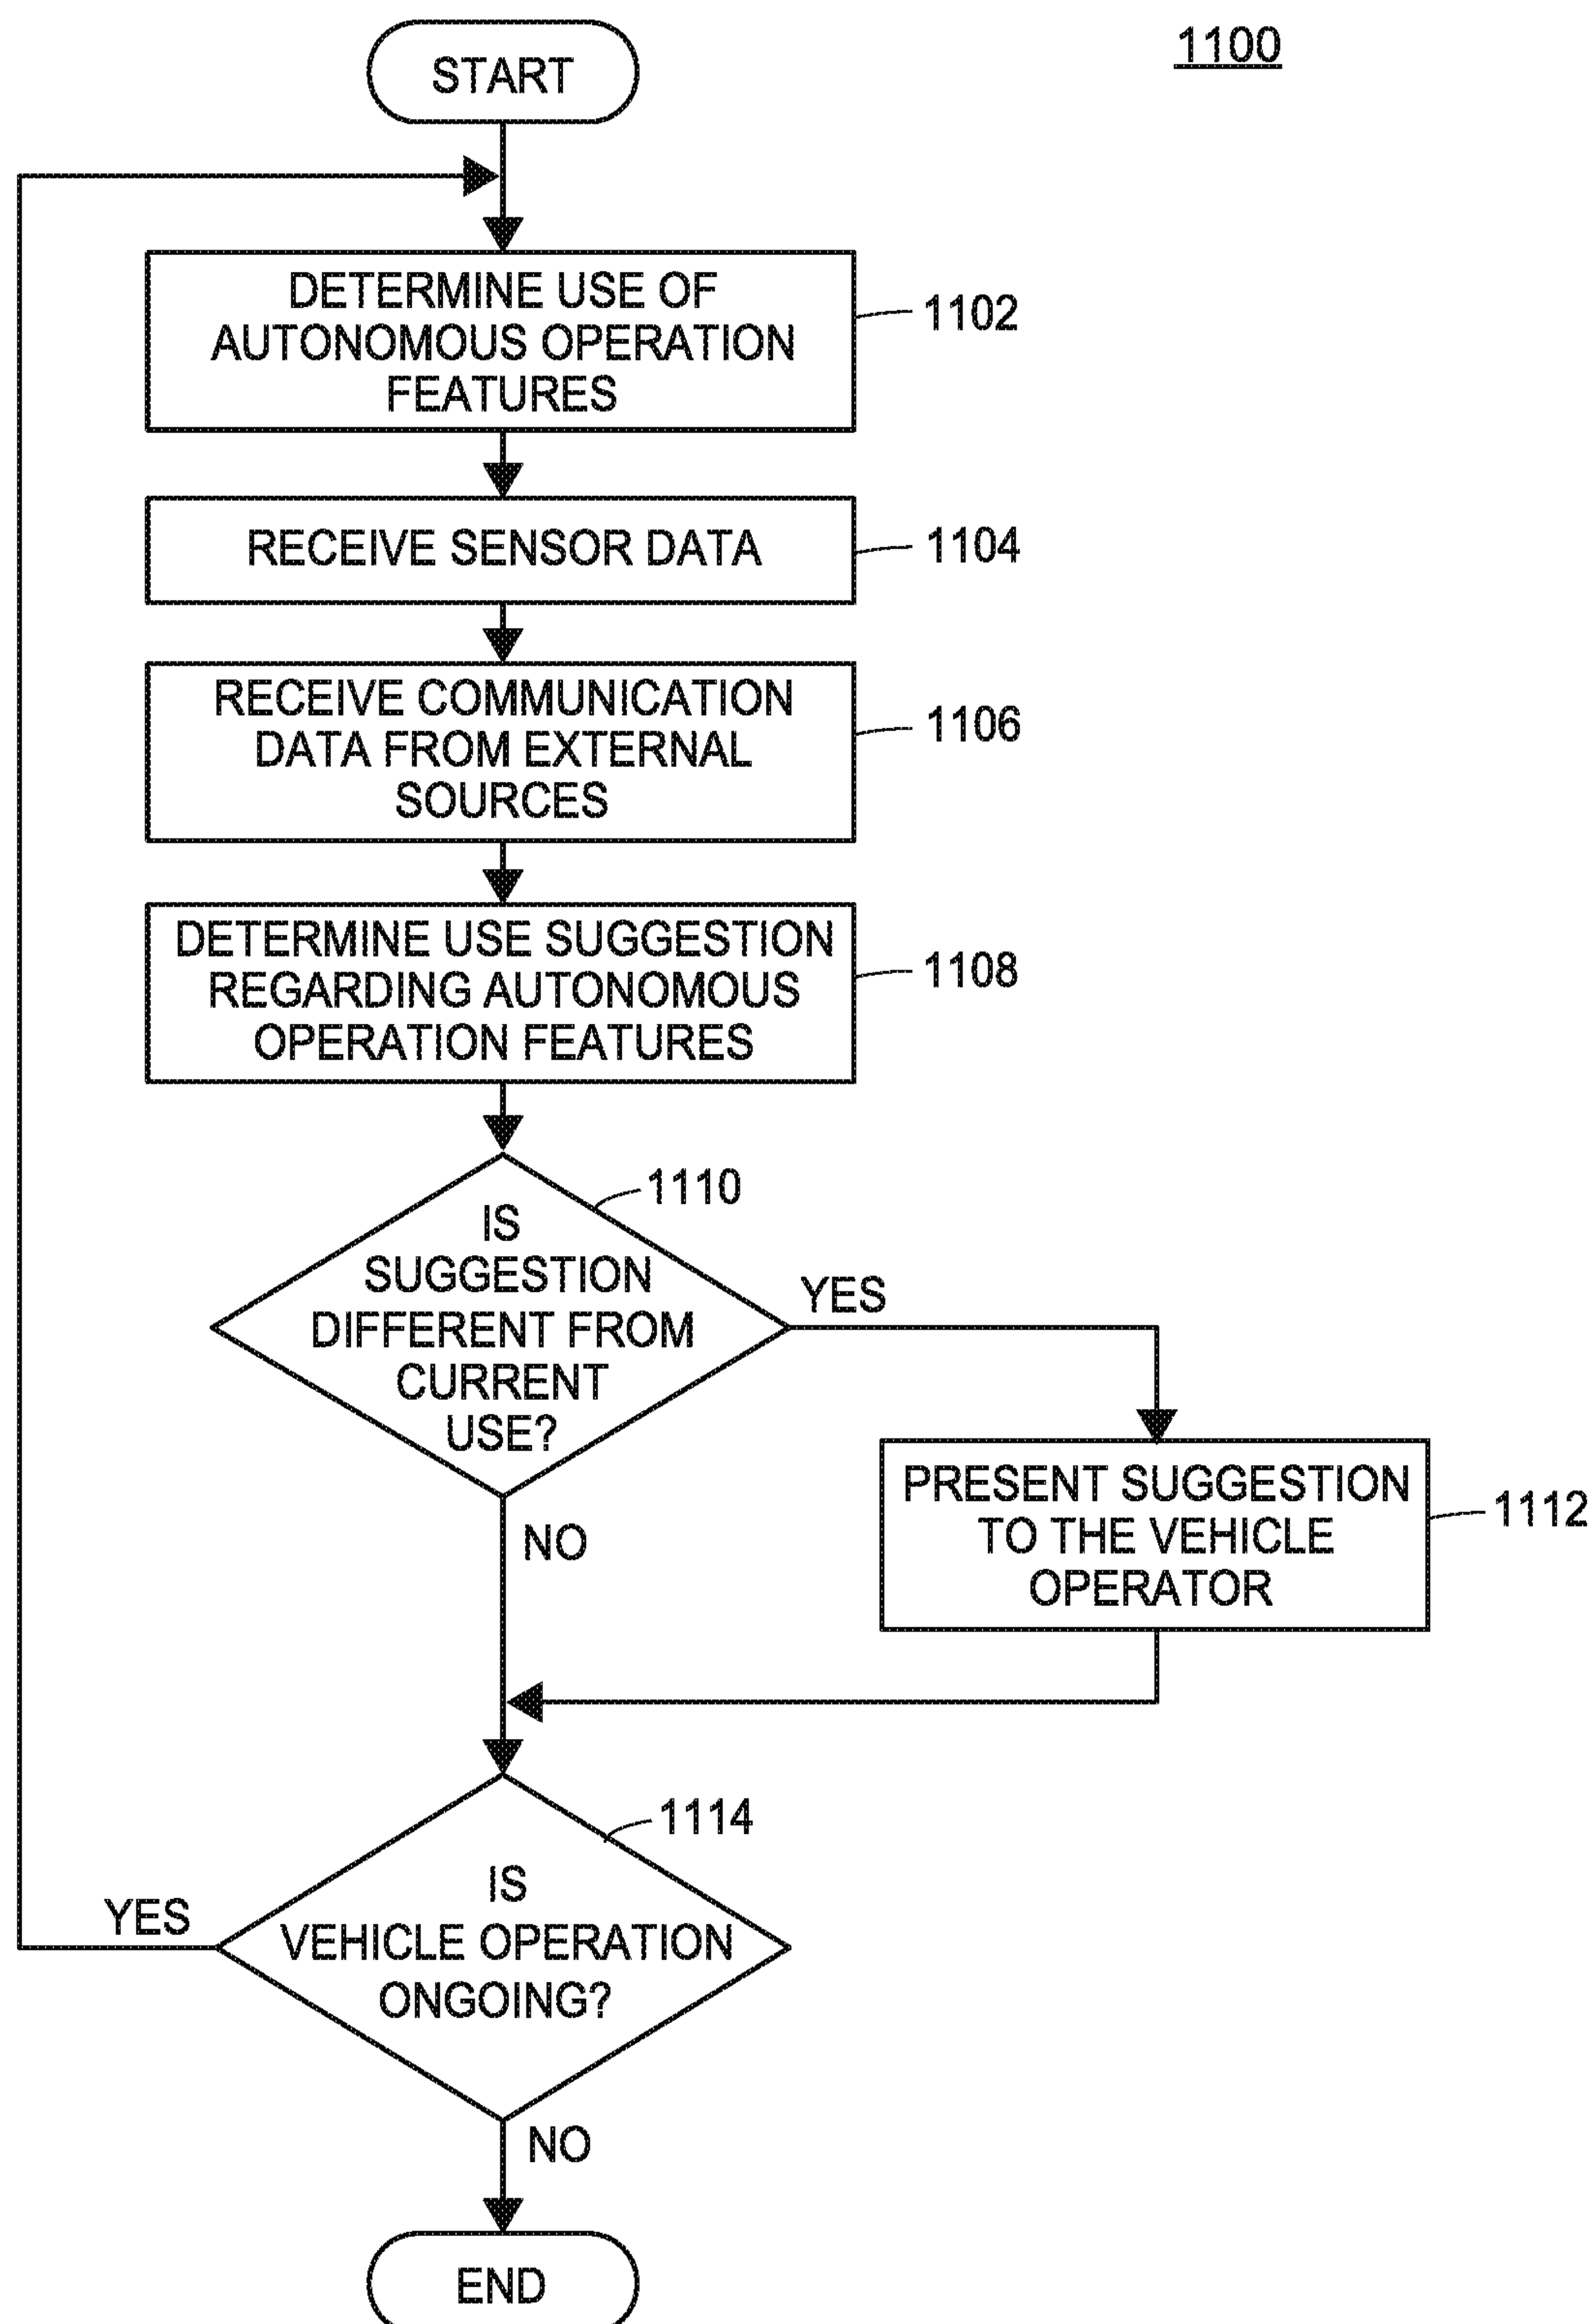 1100
START
DETERMINE USE OF
AUTONOMOUS OPERATION
FEATURES
1102
RECEIVE SENSOR DATA
1104
RECEIVE COMMUNICATION
DATA FROM EXTERNAL
SOURCES
1106
DETERMINE USE SUGGESTION
REGARDING AUTONOMOUS
OPERATION FEATURES
1108
1110
IS
SUGGESTION
DIFFERENT FROM
CURRENT
USE?
YES
NO
PRESENT SUGGESTION
TO THE VEHICLE
OPERATOR
1112
1114
IS
VEHICLE OPERATION
ONGOING?
YES
NO
END